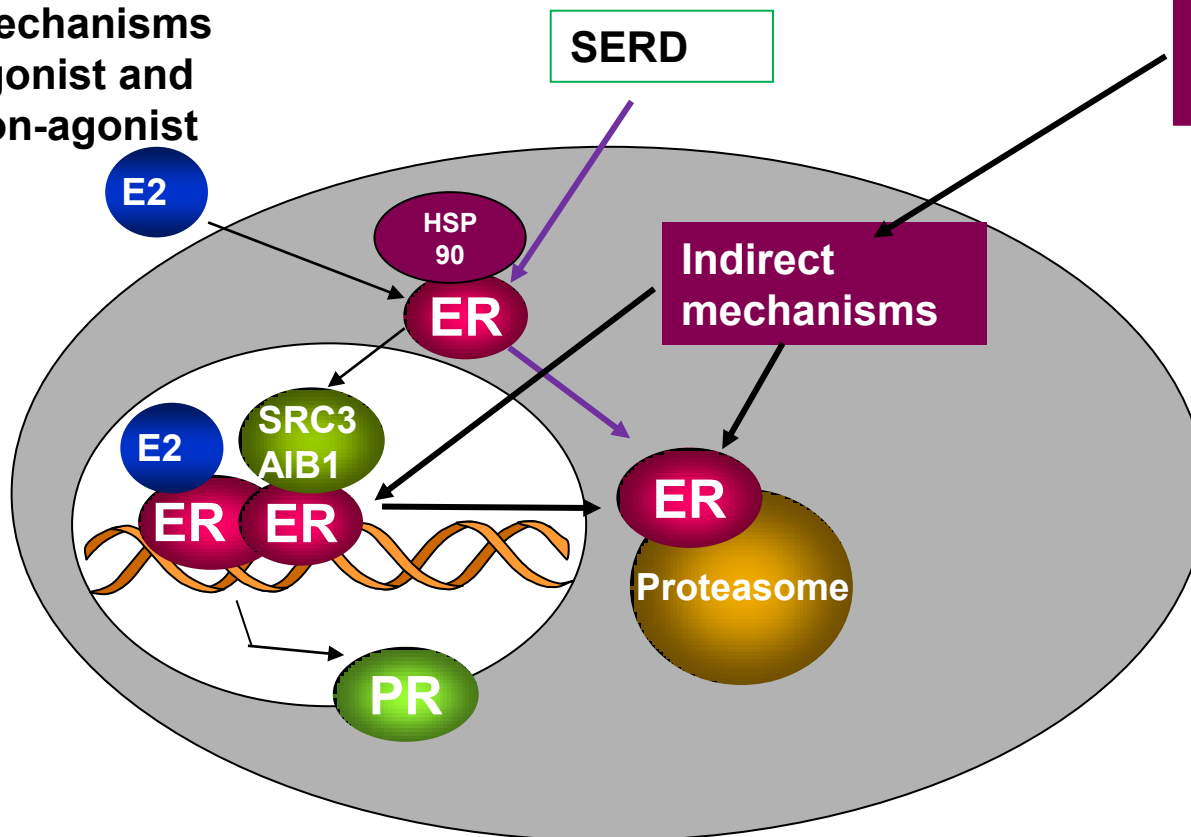 echanisms
gonist and
on-agonist
SERD
E2
HSP
90
ER
Indirect
mechanisms
E2
SRC3
AIB1
ER
ER
ER
Proteasome
PR